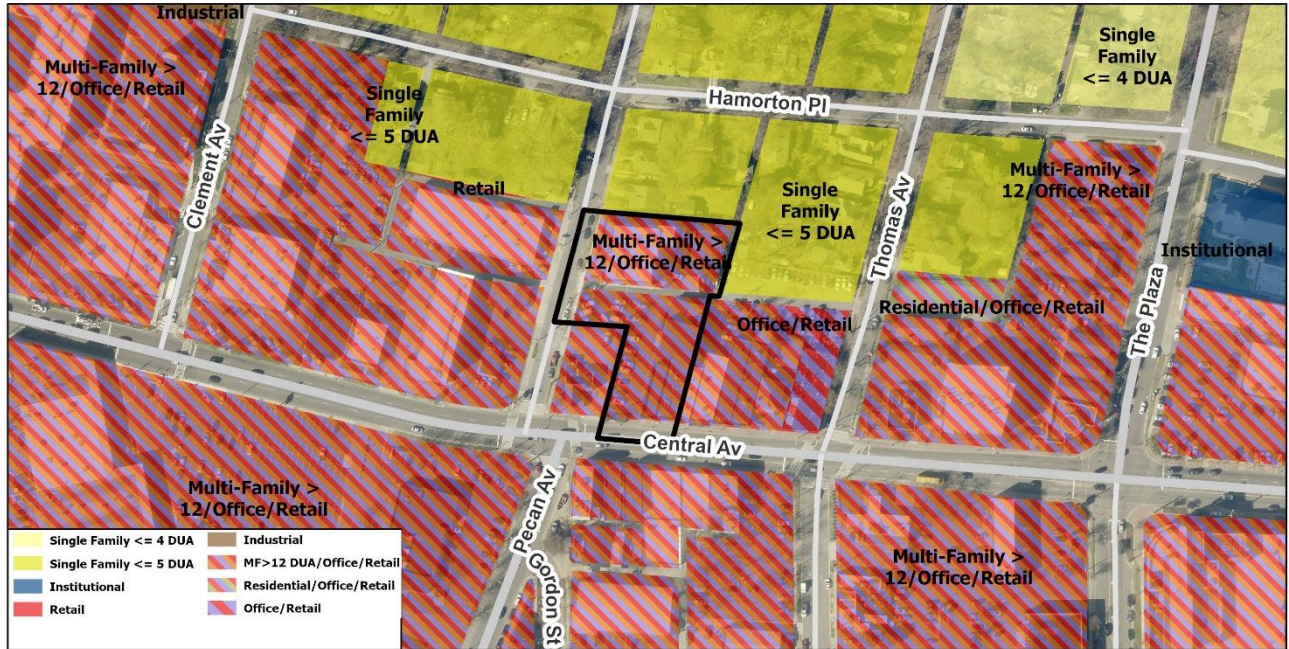 Industrial
Multi-Family >
12/Office/Retail
Single
Family
<= 4 DUA
Hamorton Pl
Single
Family
<= 5 DUA
Clement Av
Retail
Single
Family
<= 5 DUA
Thomas Av
Multi-Family >
12/Office/Retail
Institutional
Multi-Family >
12/Office/Retail
Residential/Office/Retail
Office/Retail
The Plaza
Central Av
Multi-Family >
12/Office/Retail
Pecan Av
Gordon St
Multi-Family >
12/Office/Retail
Single Family <= 4 DUA
Single Family <= 5 DUA
Institutional
Retail
Industrial
MF>12 DUA/Office/Retail
Residential/Office/Retail
Office/Retail